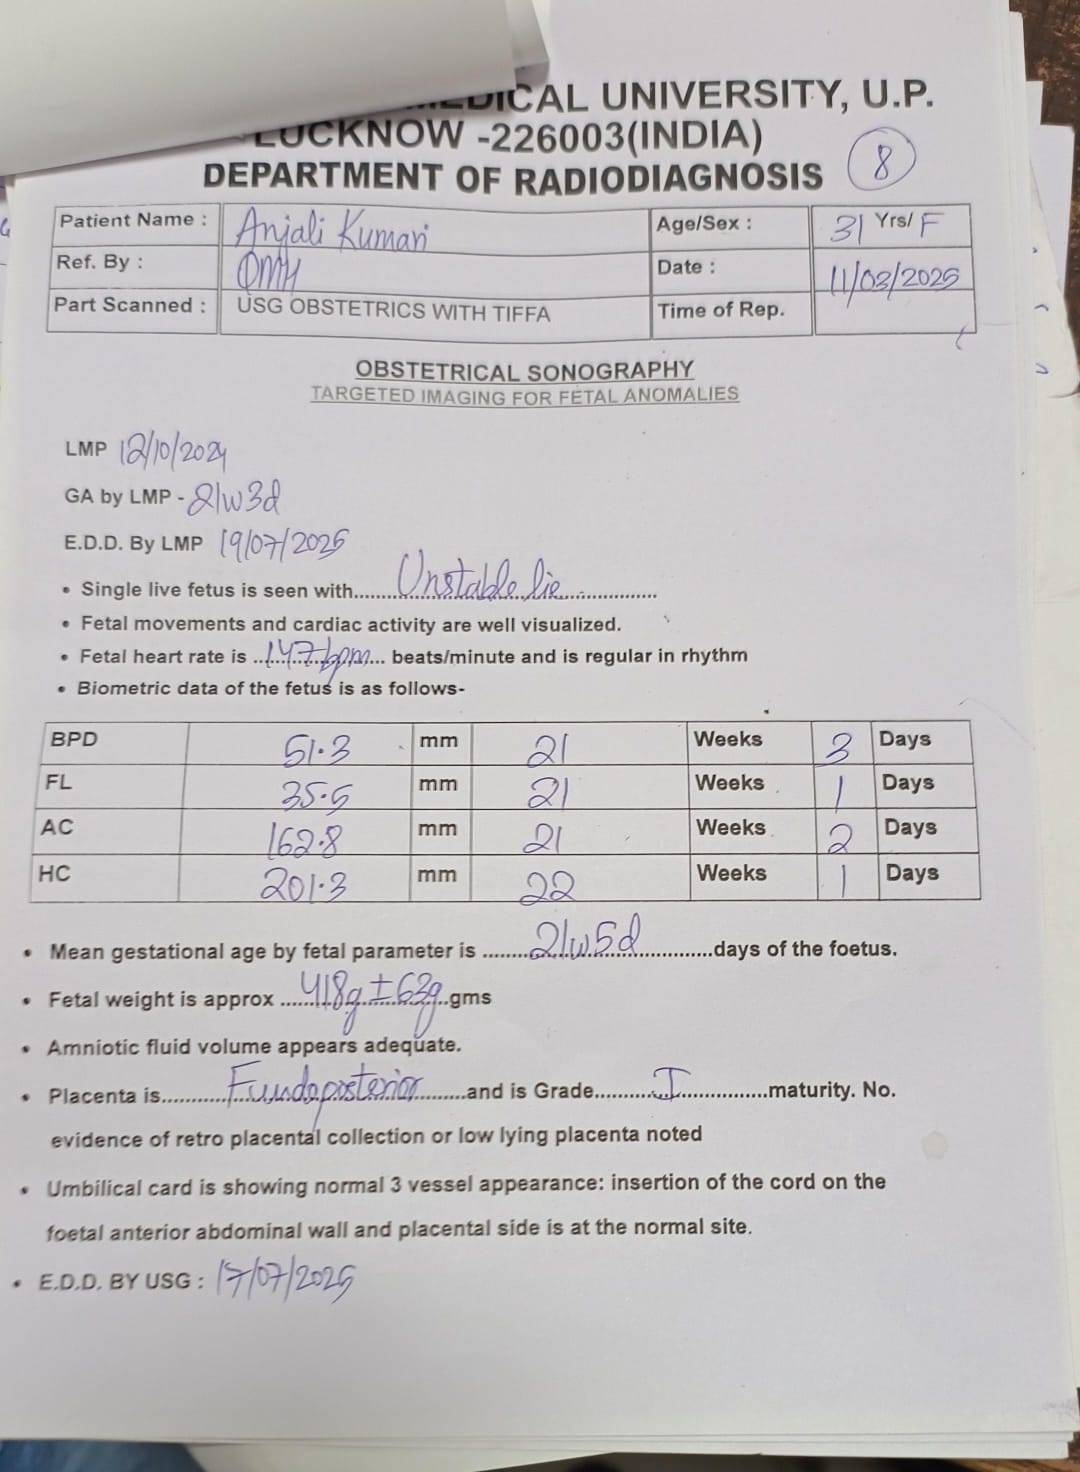 MEDICAL UNIVERSITY, U.P.
LUCKNOW -226003(INDIA)
DEPARTMENT OF RADIODIAGNOSIS 8
Patient Name : Anjali Kumari Age/Sex : 31 Yrs/ F
Ref. By : QMH Date : 11/03/2025
Part Scanned : USG OBSTETRICS WITH TIFFA Time of Rep.
OBSTETRICAL SONOGRAPHY
TARGETED IMAGING FOR FETAL ANOMALIES
LMP 12/10/2024
GA by LMP - 21w3d
E.D.D. By LMP 19/07/2025
• Single live fetus is seen with....... Unstable lie ...............
• Fetal movements and cardiac activity are well visualized.
• Fetal heart rate is ..147 bpm... beats/minute and is regular in rhythm
• Biometric data of the fetus is as follows-
BPD 51.3 mm 21 Weeks 3 Days
FL 35.5 mm 21 Weeks 1 Days
AC 162.8 mm 21 Weeks 2 Days
HC 201.3 mm 22 Weeks 1 Days
• Mean gestational age by fetal parameter is ........21w5d............days of the foetus.
• Fetal weight is approx ....418g ± 63g..gms
• Amniotic fluid volume appears adequate.
• Placenta is...........Fundoposterior........and is Grade..........I...............maturity. No.
evidence of retro placental collection or low lying placenta noted
• Umbilical card is showing normal 3 vessel appearance: insertion of the cord on the
foetal anterior abdominal wall and placental side is at the normal site.
• E.D.D. BY USG : 17/07/2025